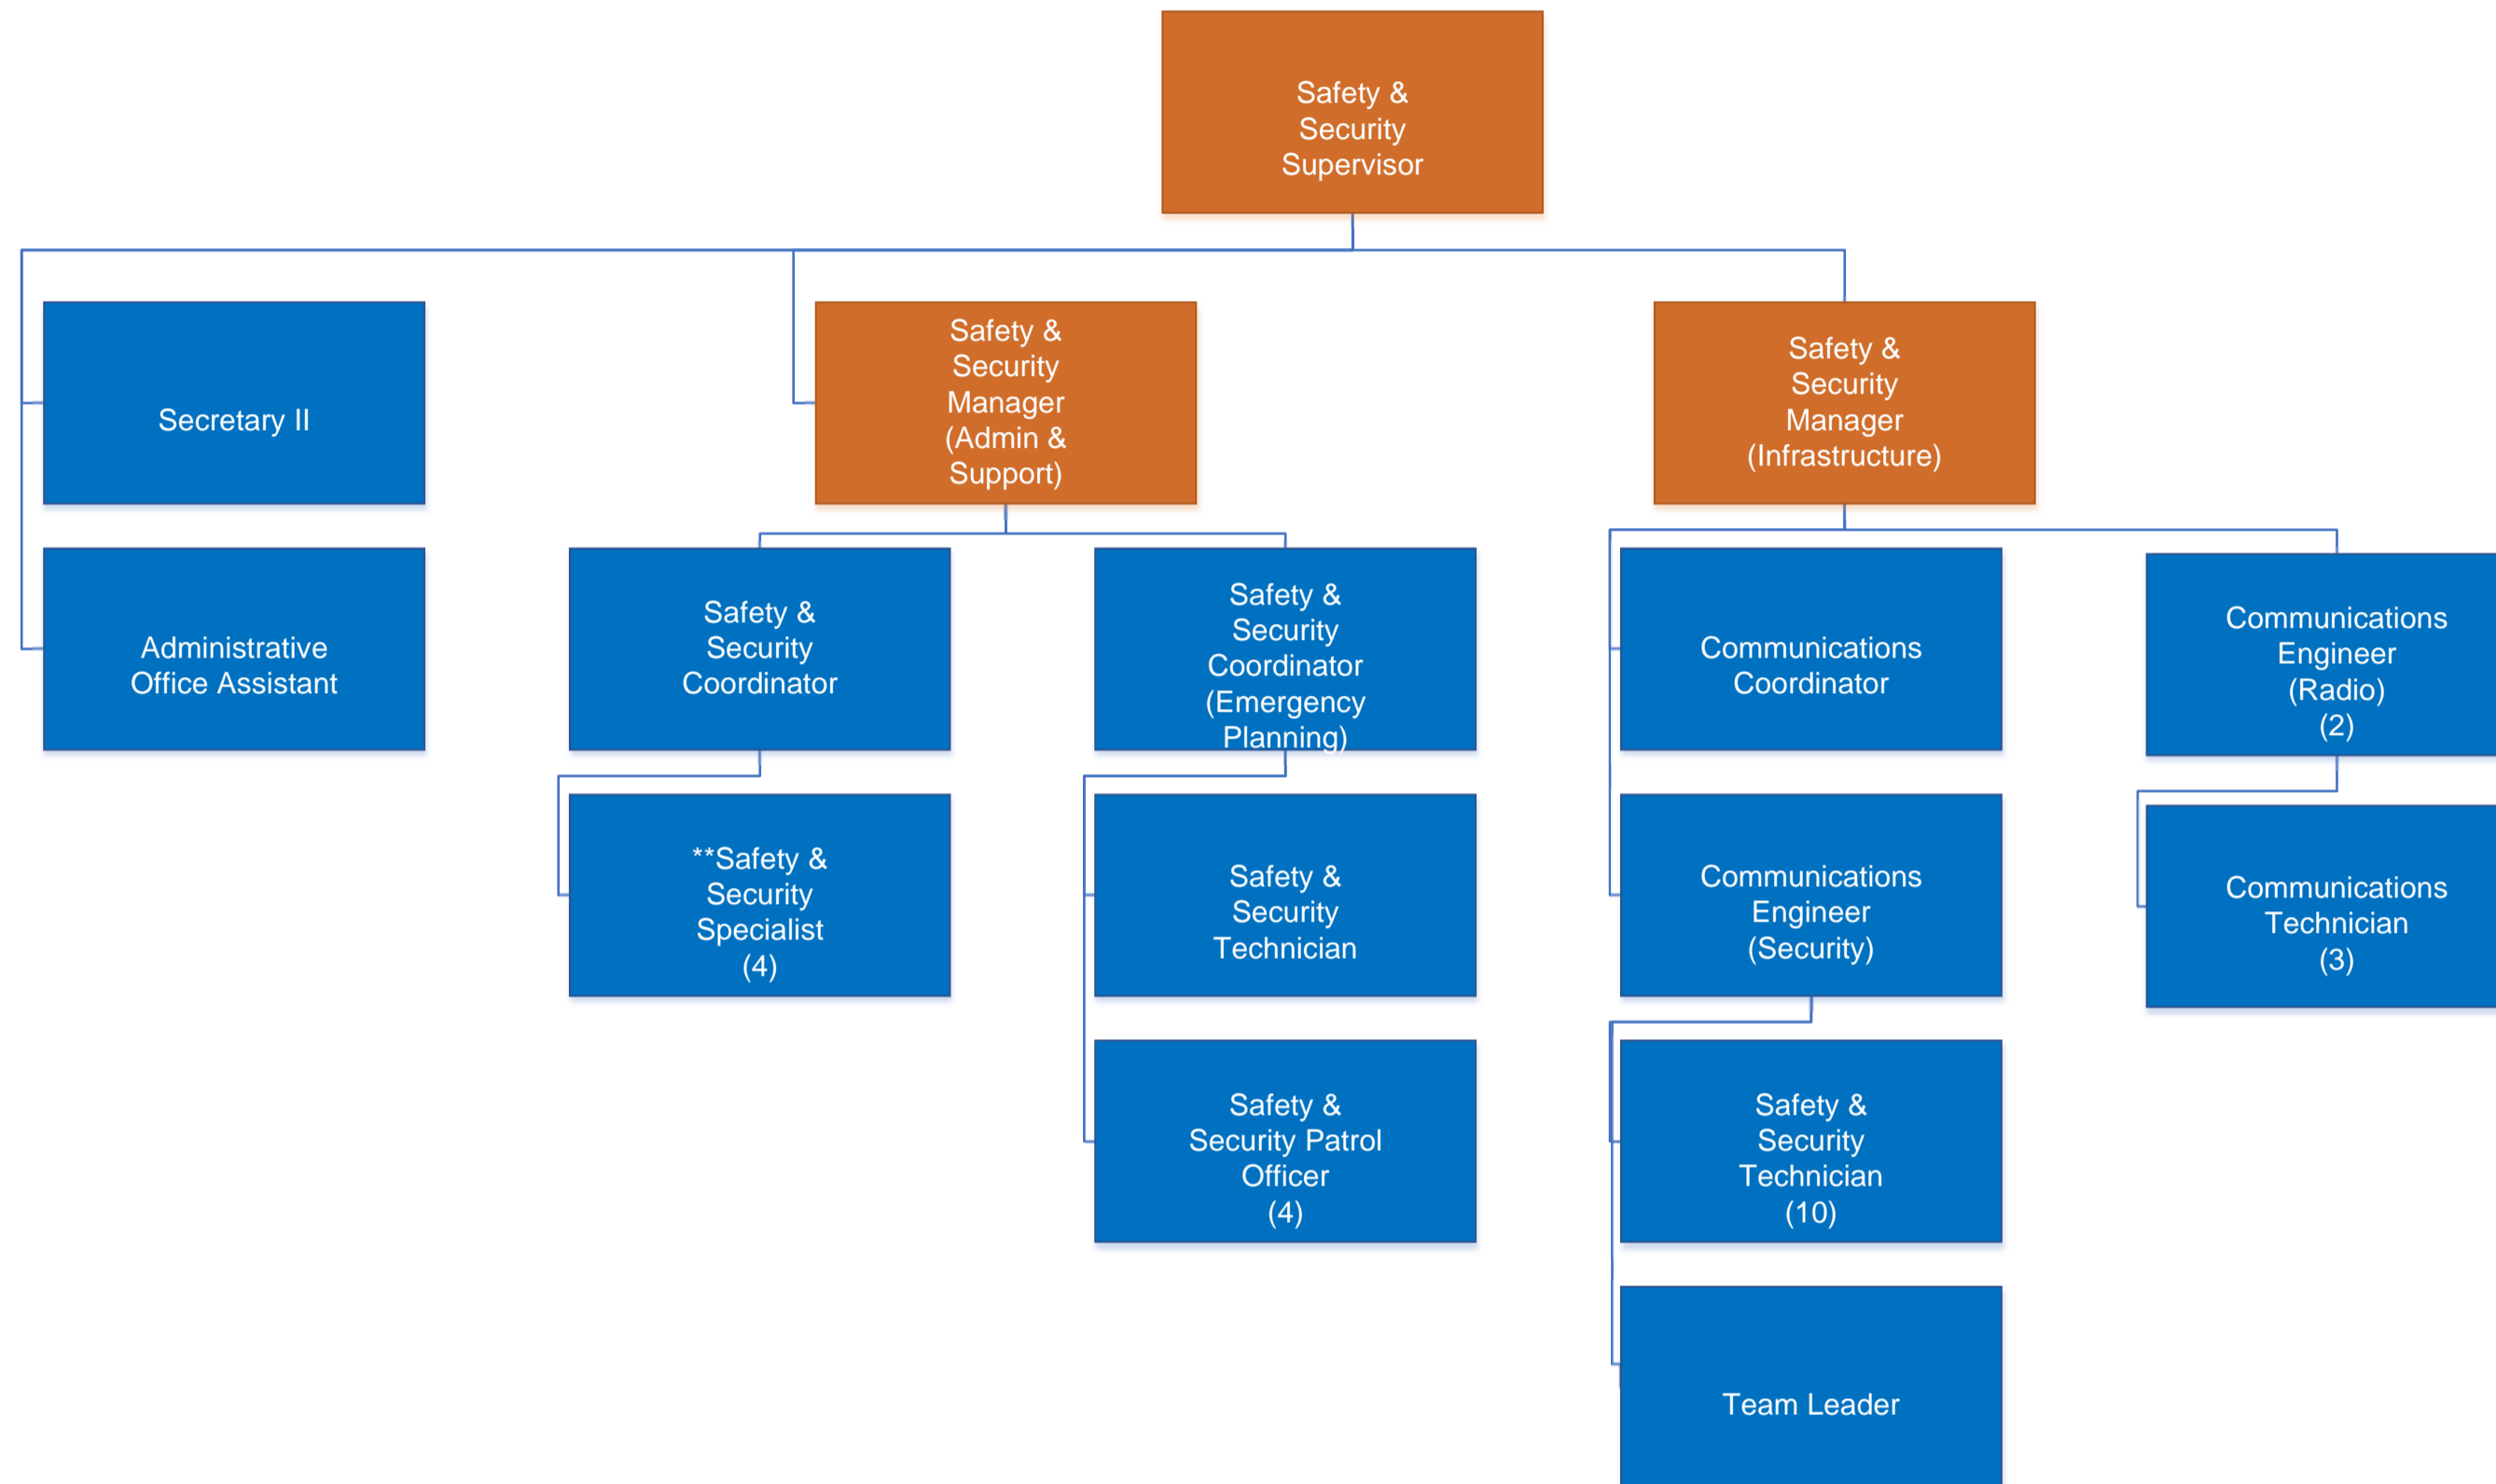 Safety &
Security
Supervisor
Secretary II
Safety &
Security
Manager
(Admin &
Support)
Safety &
Security
Manager
(Infrastructure)
Administrative
Office Assistant
Safety &
Security
Coordinator
Safety &
Security
Coordinator
(Emergency
Planning)
Communications
Coordinator
Communications
Engineer
(Radio)
(2)
**Safety &
Security
Specialist
(4)
Safety &
Security
Technician
Communications
Engineer
(Security)
Communications
Technician
(3)
Safety &
Security Patrol
Officer
(4)
Safety &
Security
Technician
(10)
Team Leader